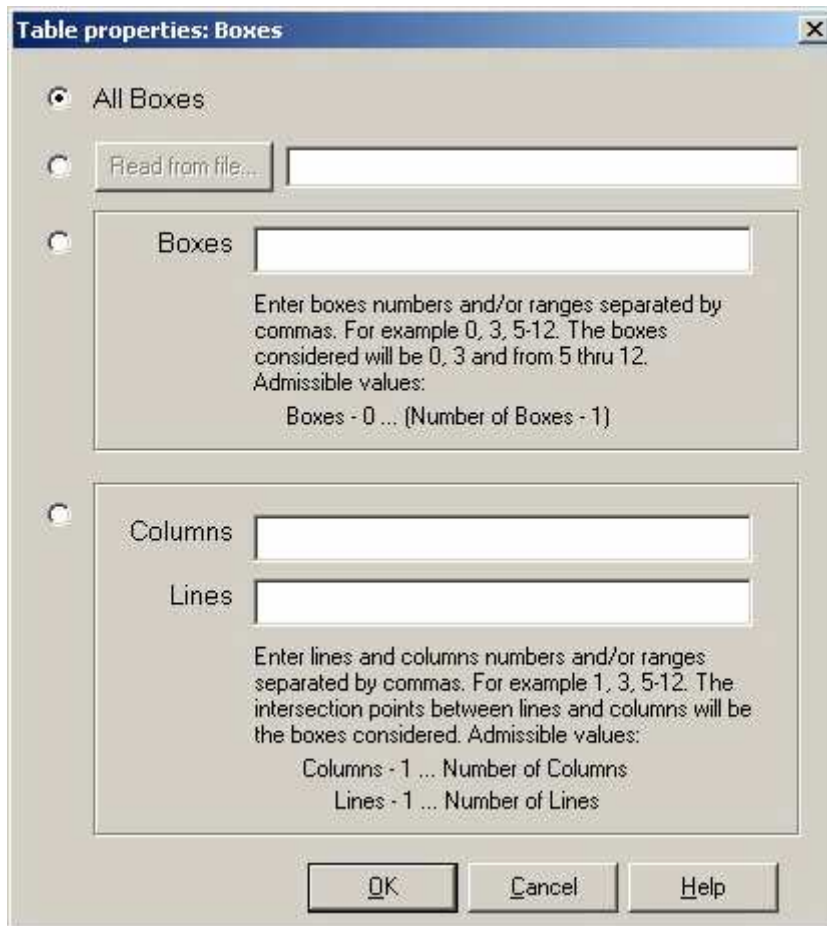 Table properties: Boxes
All Boxes
Read from file...
Boxes
Enter boxes numbers and/or ranges separated by
commas. For example 0, 3, 5-12. The boxes
considered will be 0, 3 and from 5 thru 12.
Admissible values:
Boxes - 0 ... (Number of Boxes - 1)
Columns
Lines
Enter lines and columns numbers and/or ranges
separated by commas. For example 1, 3, 5-12. The
intersection points between lines and columns will be
the boxes considered. Admissible values:
Columns - 1 ... Number of Columns
Lines - 1 ... Number of Lines
OK Cancel Help